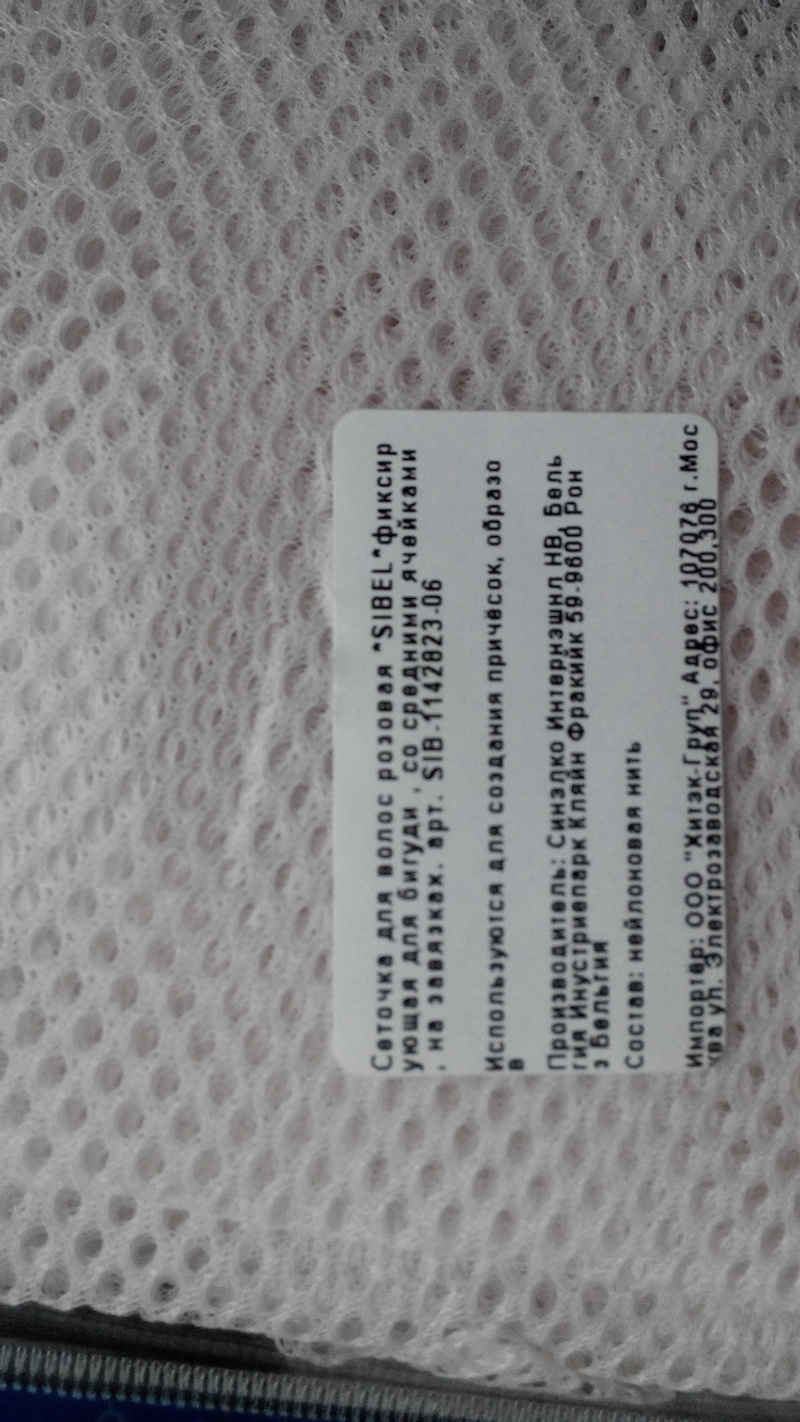 Сеточка для волос розовая "SIBEL"фиксир
ующая для бигуди , со средними ячейками
, на завязках. арт. SIB-1142823-06
Используются для создания причёсок, образо
в
Производитель: Синэлко Интернэшнл НВ, Бель
гия Инустриепарк Кляйн Фракийк 59-9600 Рон
з Бельгия
Состав: нейлоновая нить
Импортер: ООО "Хитэк-Груп" Адрес: 107076 г.Мос
ква ул. Электрозаводская 29, офис 200,300